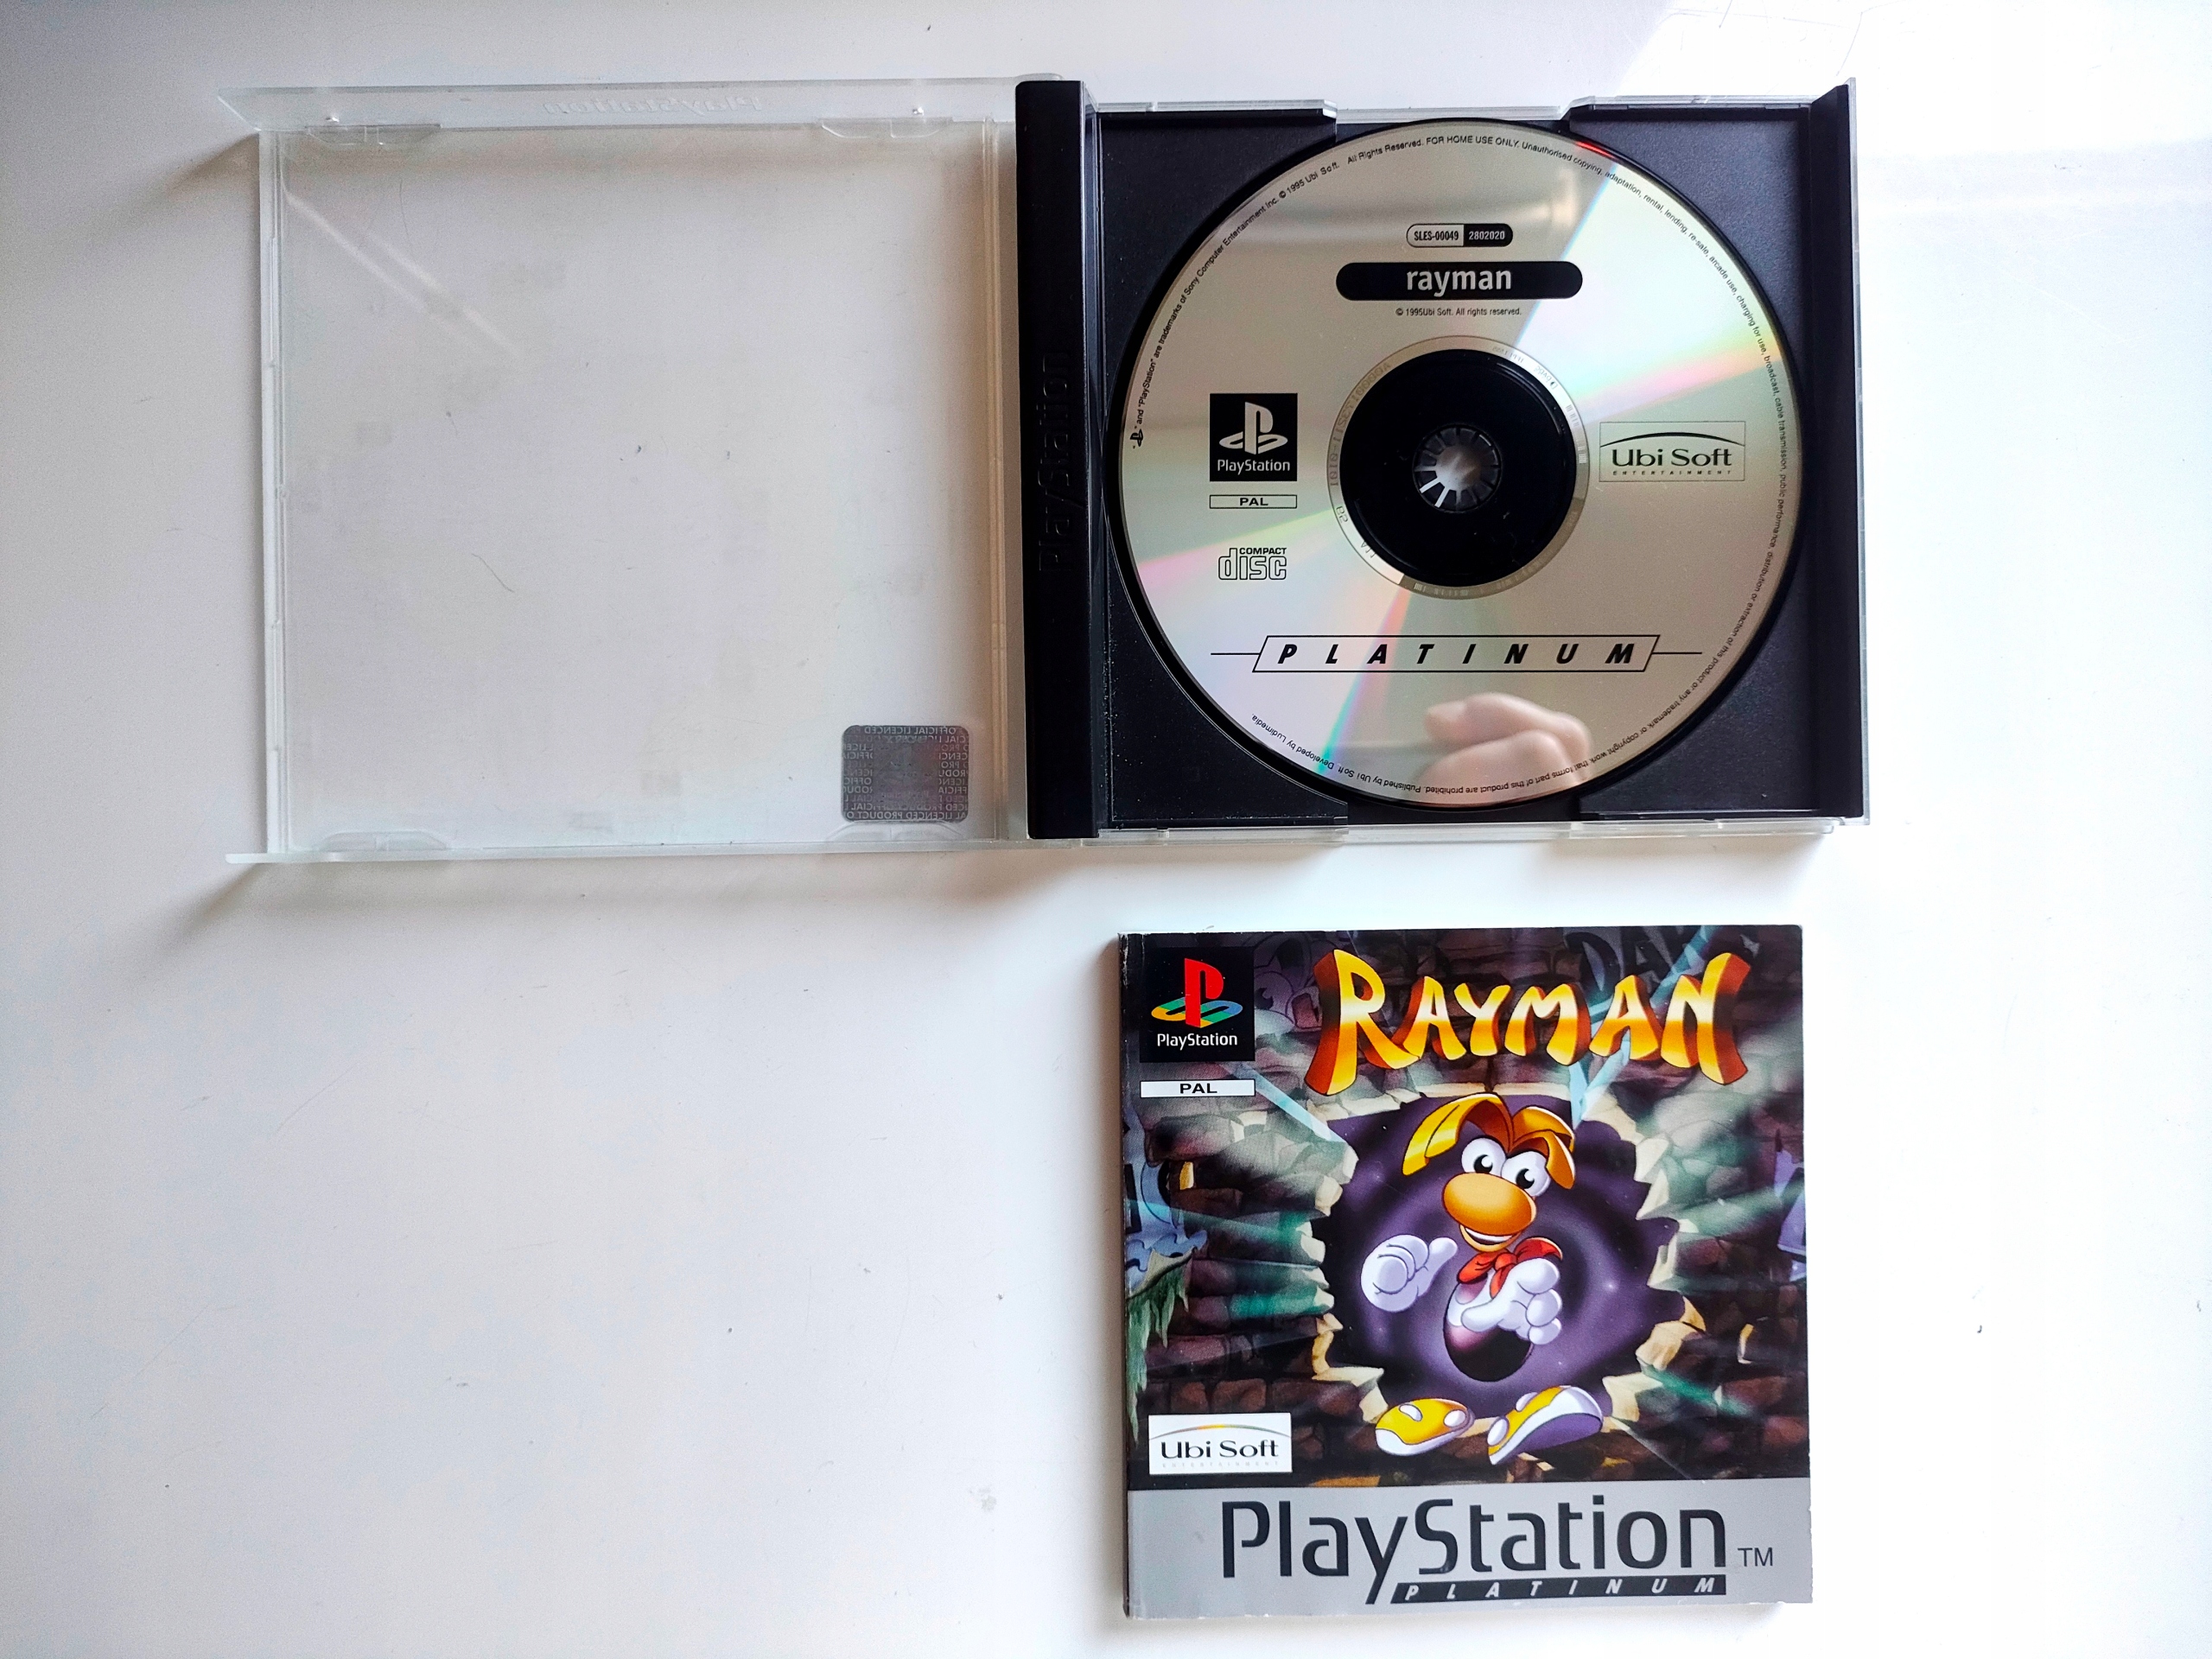 PlayStation
OFFICIAL LICENCED PRODUCT
PlayStation
" and "PlayStation" are trademarks of Sony Computer Entertainment Inc. © 1995 Ubi Soft. All Rights Reserved. FOR HOME USE ONLY. Unauthorised copying, adaptation, rental, lending, re-sale, arcade use, charging for use, broadcast, cable transmission, public performance, distribution or extraction of this product or any trademark or copyright work that forms part of this product are prohibited. Published by Ubi Soft. Developed by Ludimedia.
SLES-00049 2802020
rayman
© 1995Ubi Soft. All rights reserved.
PlayStation
PAL
Ubi Soft
ENTERTAINMENT
COMPACT
disc
PLATINUM
RAYMAN
PlayStation
PAL
Ubi Soft
ENTERTAINMENT
PlayStation TM
PLATINUM